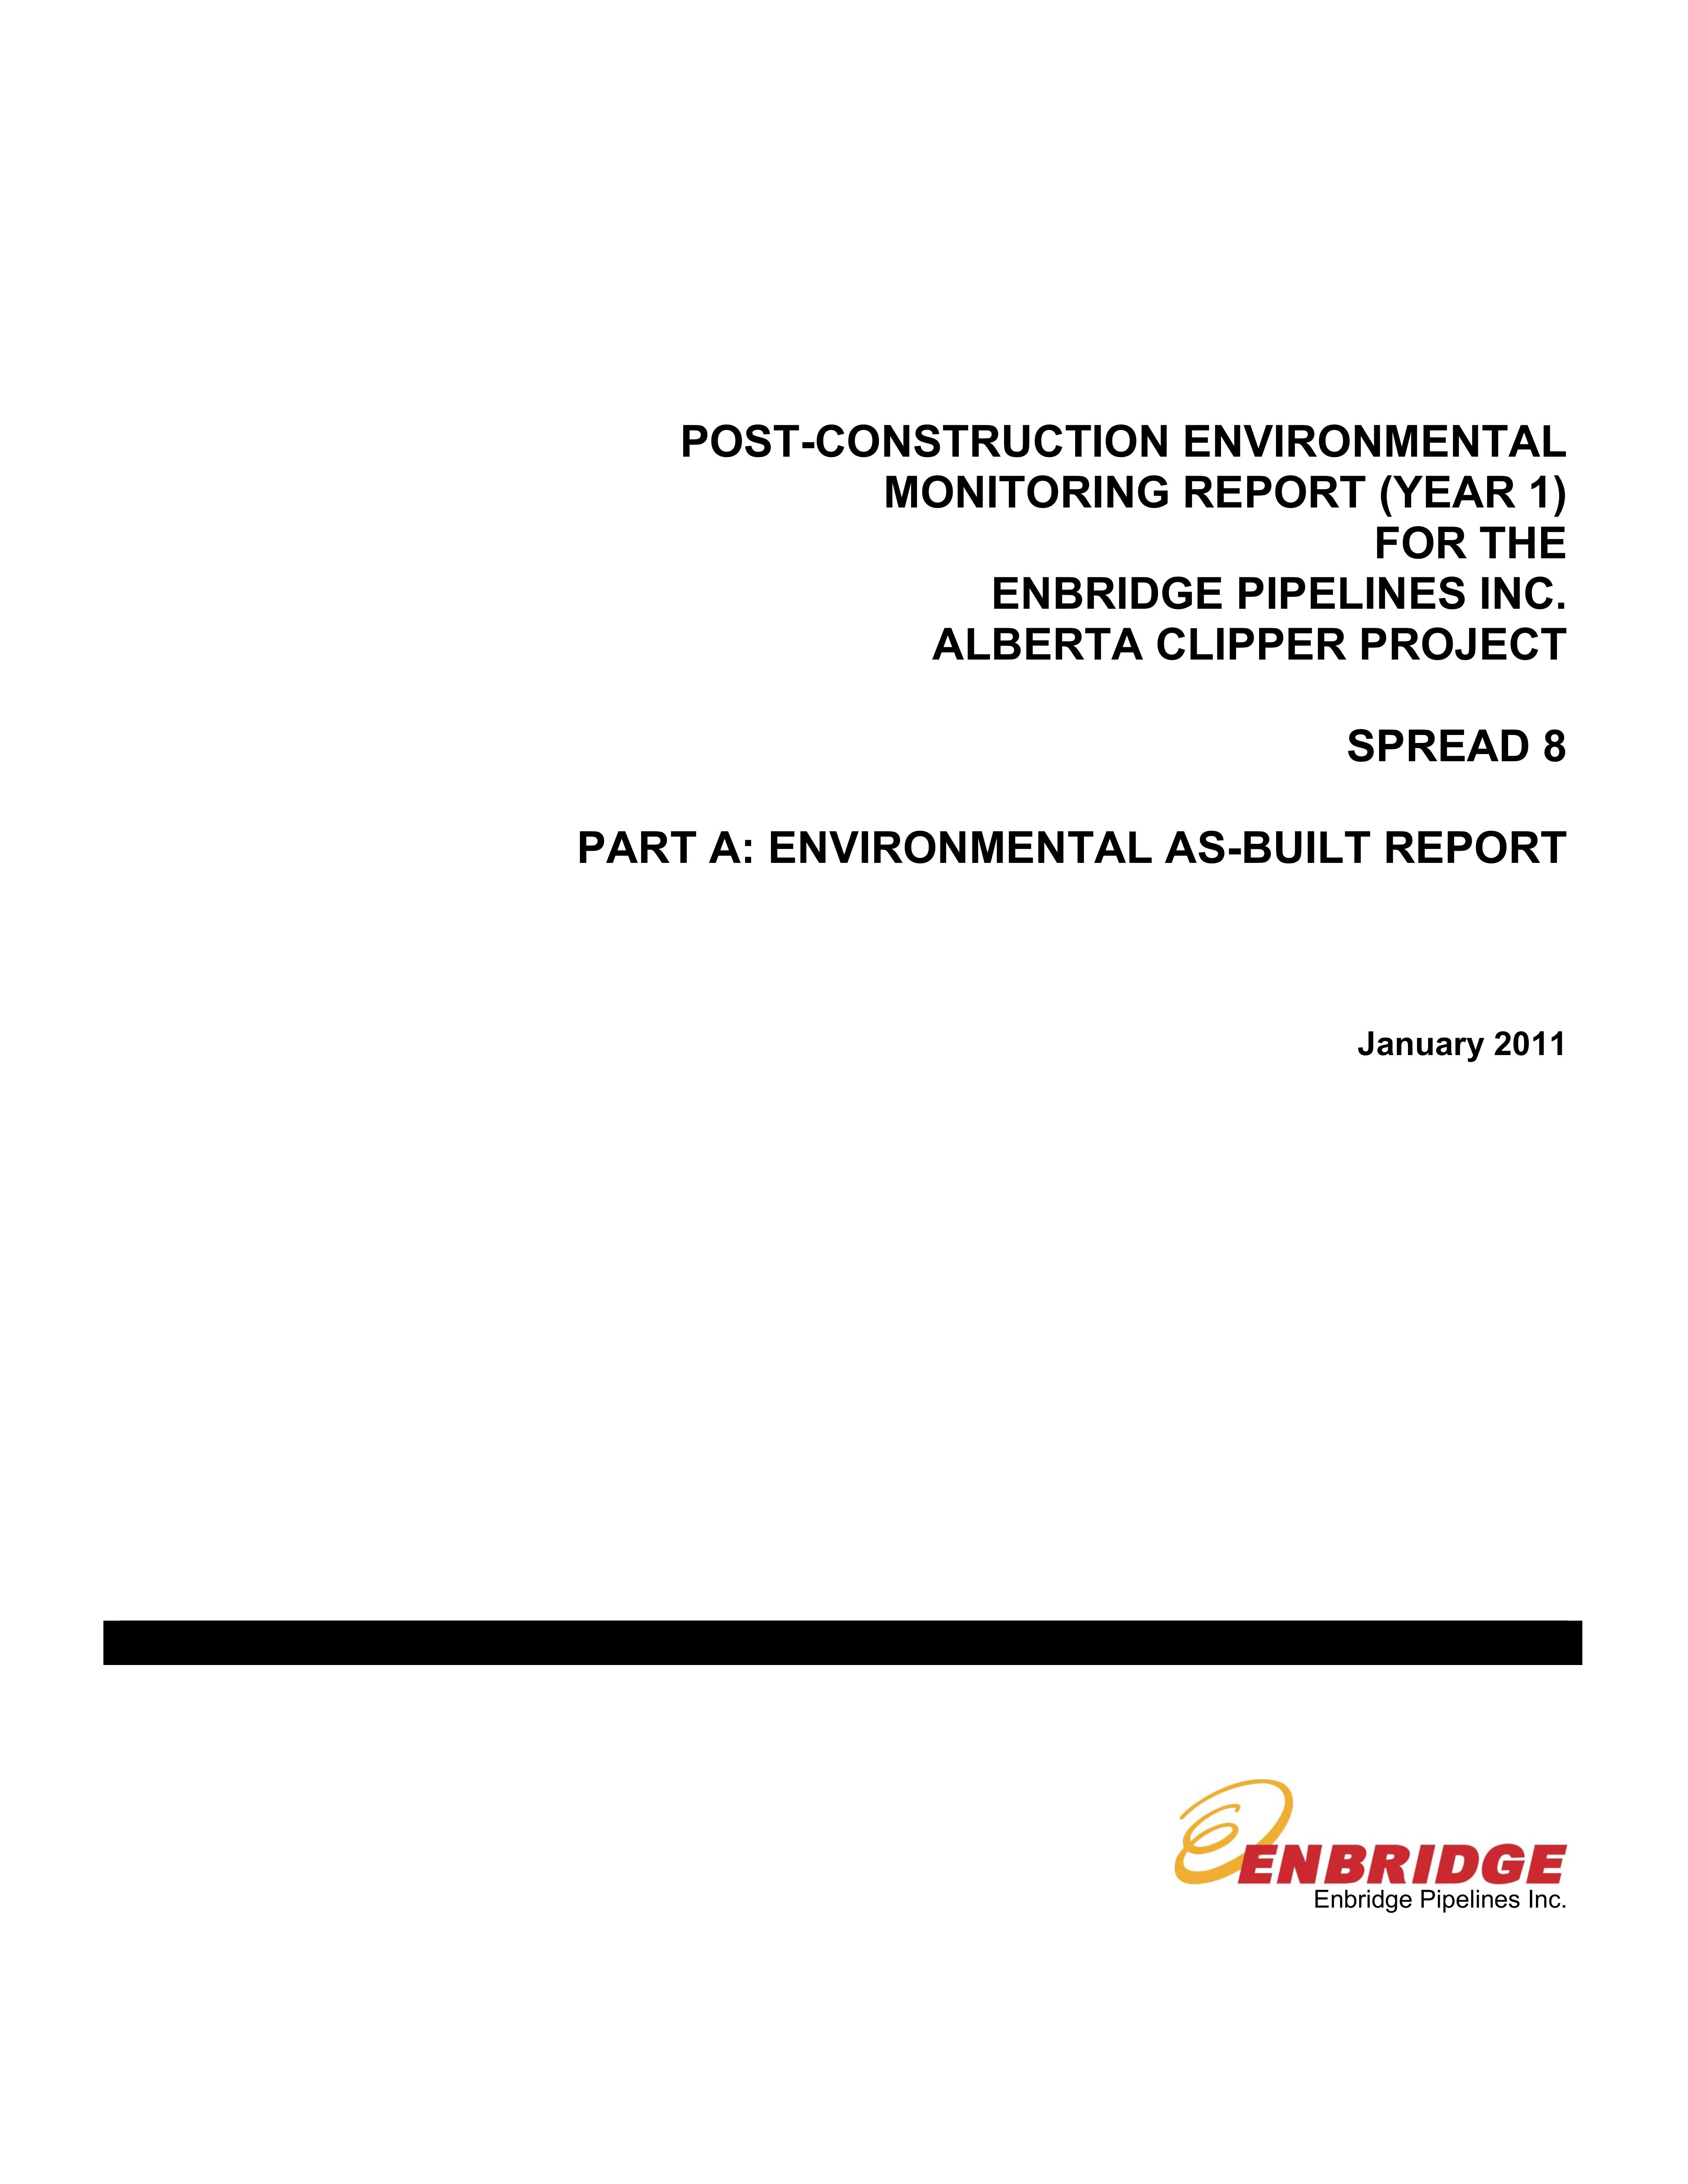 POST-CONSTRUCTION ENVIRONMENTAL
MONITORING REPORT (YEAR 1)
FOR THE
ENBRIDGE PIPELINES INC.
ALBERTA CLIPPER PROJECT
SPREAD 8
PART A: ENVIRONMENTAL AS-BUILT REPORT
January 2011
ENBRIDGE
Enbridge Pipelines Inc.